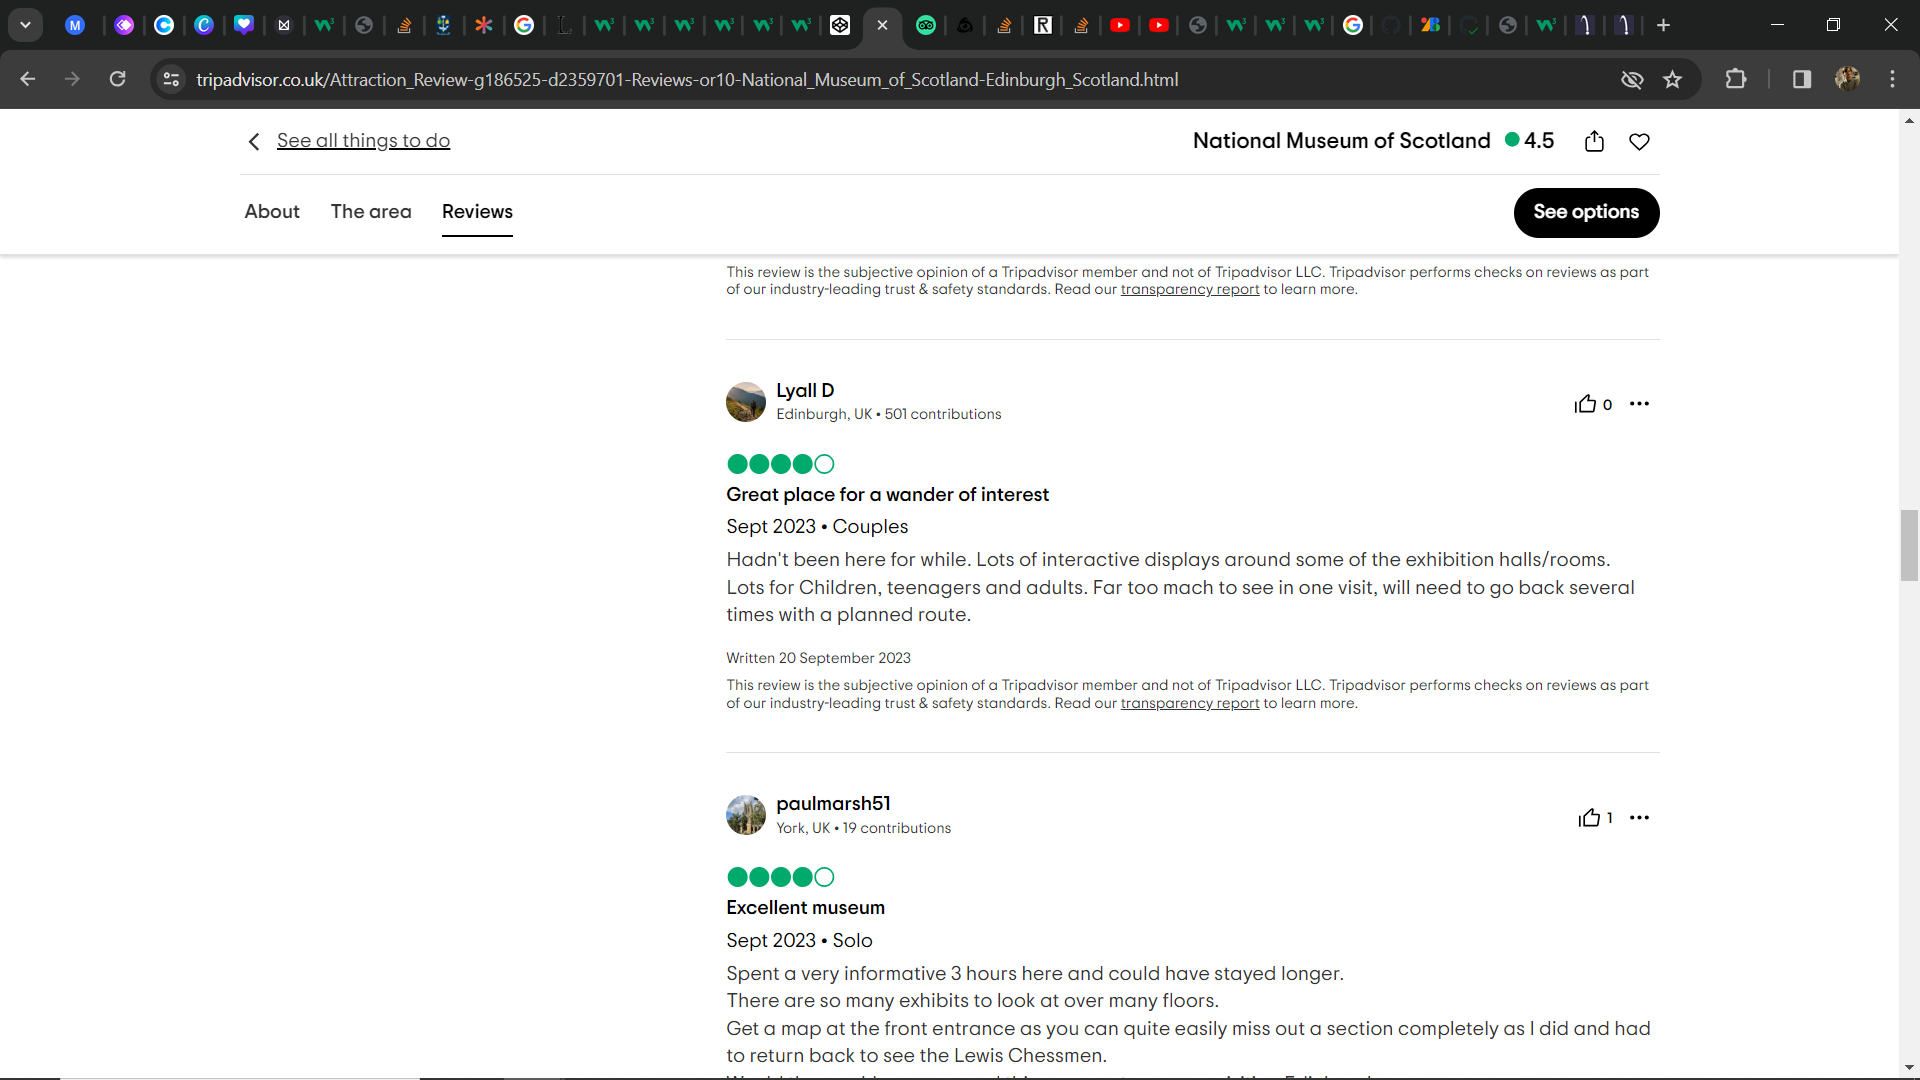 tripadvisor.co.uk/Attraction_Review-g186525-d2359701-Reviews-or10-National_Museum_of_Scotland-Edinburgh_Scotland.html
See all things to do
National Museum of Scotland 4.5
About The area Reviews
See options
This review is the subjective opinion of a Tripadvisor member and not of Tripadvisor LLC. Tripadvisor performs checks on reviews as part
of our industry-leading trust & safety standards. Read our transparency report to learn more.
Lyall D
Edinburgh, UK • 501 contributions
0
Great place for a wander of interest
Sept 2023 • Couples
Hadn't been here for while. Lots of interactive displays around some of the exhibition halls/rooms.
Lots for Children, teenagers and adults. Far too mach to see in one visit, will need to go back several
times with a planned route.
Written 20 September 2023
This review is the subjective opinion of a Tripadvisor member and not of Tripadvisor LLC. Tripadvisor performs checks on reviews as part
of our industry-leading trust & safety standards. Read our transparency report to learn more.
paulmarsh51
York, UK • 19 contributions
1
Excellent museum
Sept 2023 • Solo
Spent a very informative 3 hours here and could have stayed longer.
There are so many exhibits to look at over many floors.
Get a map at the front entrance as you can quite easily miss out a section completely as I did and had
to return back to see the Lewis Chessmen.